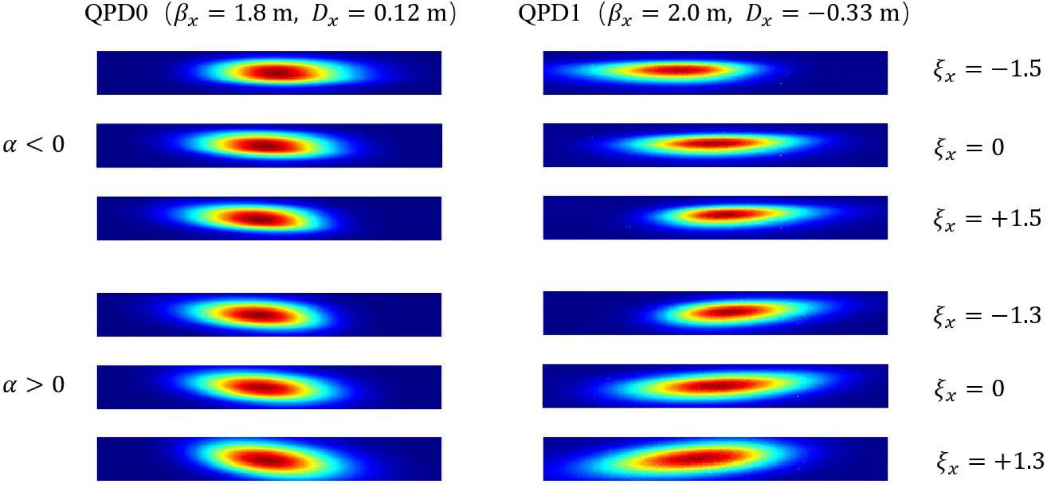 QPD0 (βₓ = 1.8 m, Dₓ = 0.12 m) QPD1 (βₓ = 2.0 m, Dₓ = −0.33 m)
ξₓ = −1.5
α < 0 ξₓ = 0
ξₓ = +1.5
ξₓ = −1.3
α > 0 ξₓ = 0
ξₓ = +1.3